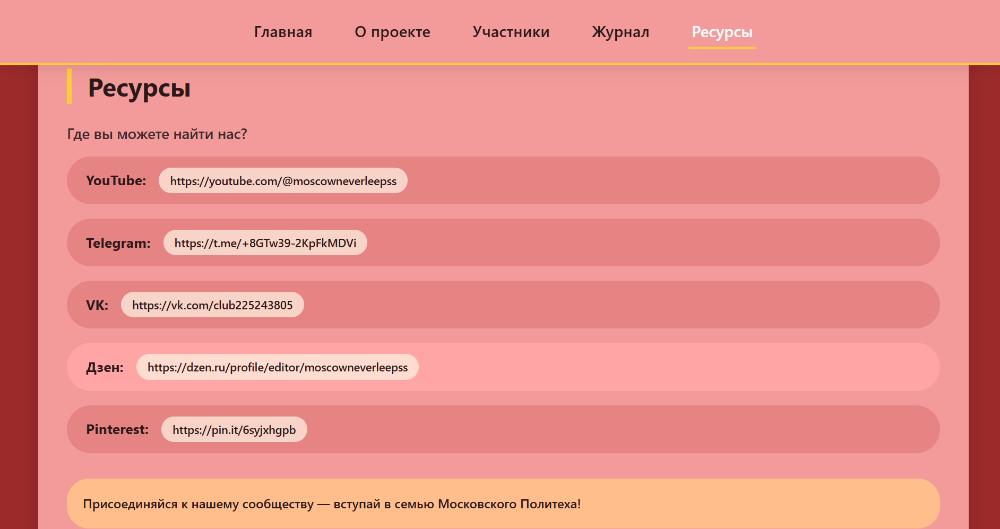 Главная О проекте Участники Журнал Ресурсы
Ресурсы
Где вы можете найти нас?
YouTube: https://youtube.com/@moscowneverleepss
Telegram: https://t.me/+8GTw39-2KpFkMDVi
VK: https://vk.com/club225243805
Дзен: https://dzen.ru/profile/editor/moscowneverleepss
Pinterest: https://pin.it/6syjxhgpb
Присоединяйся к нашему сообществу — вступай в семью Московского Политеха!